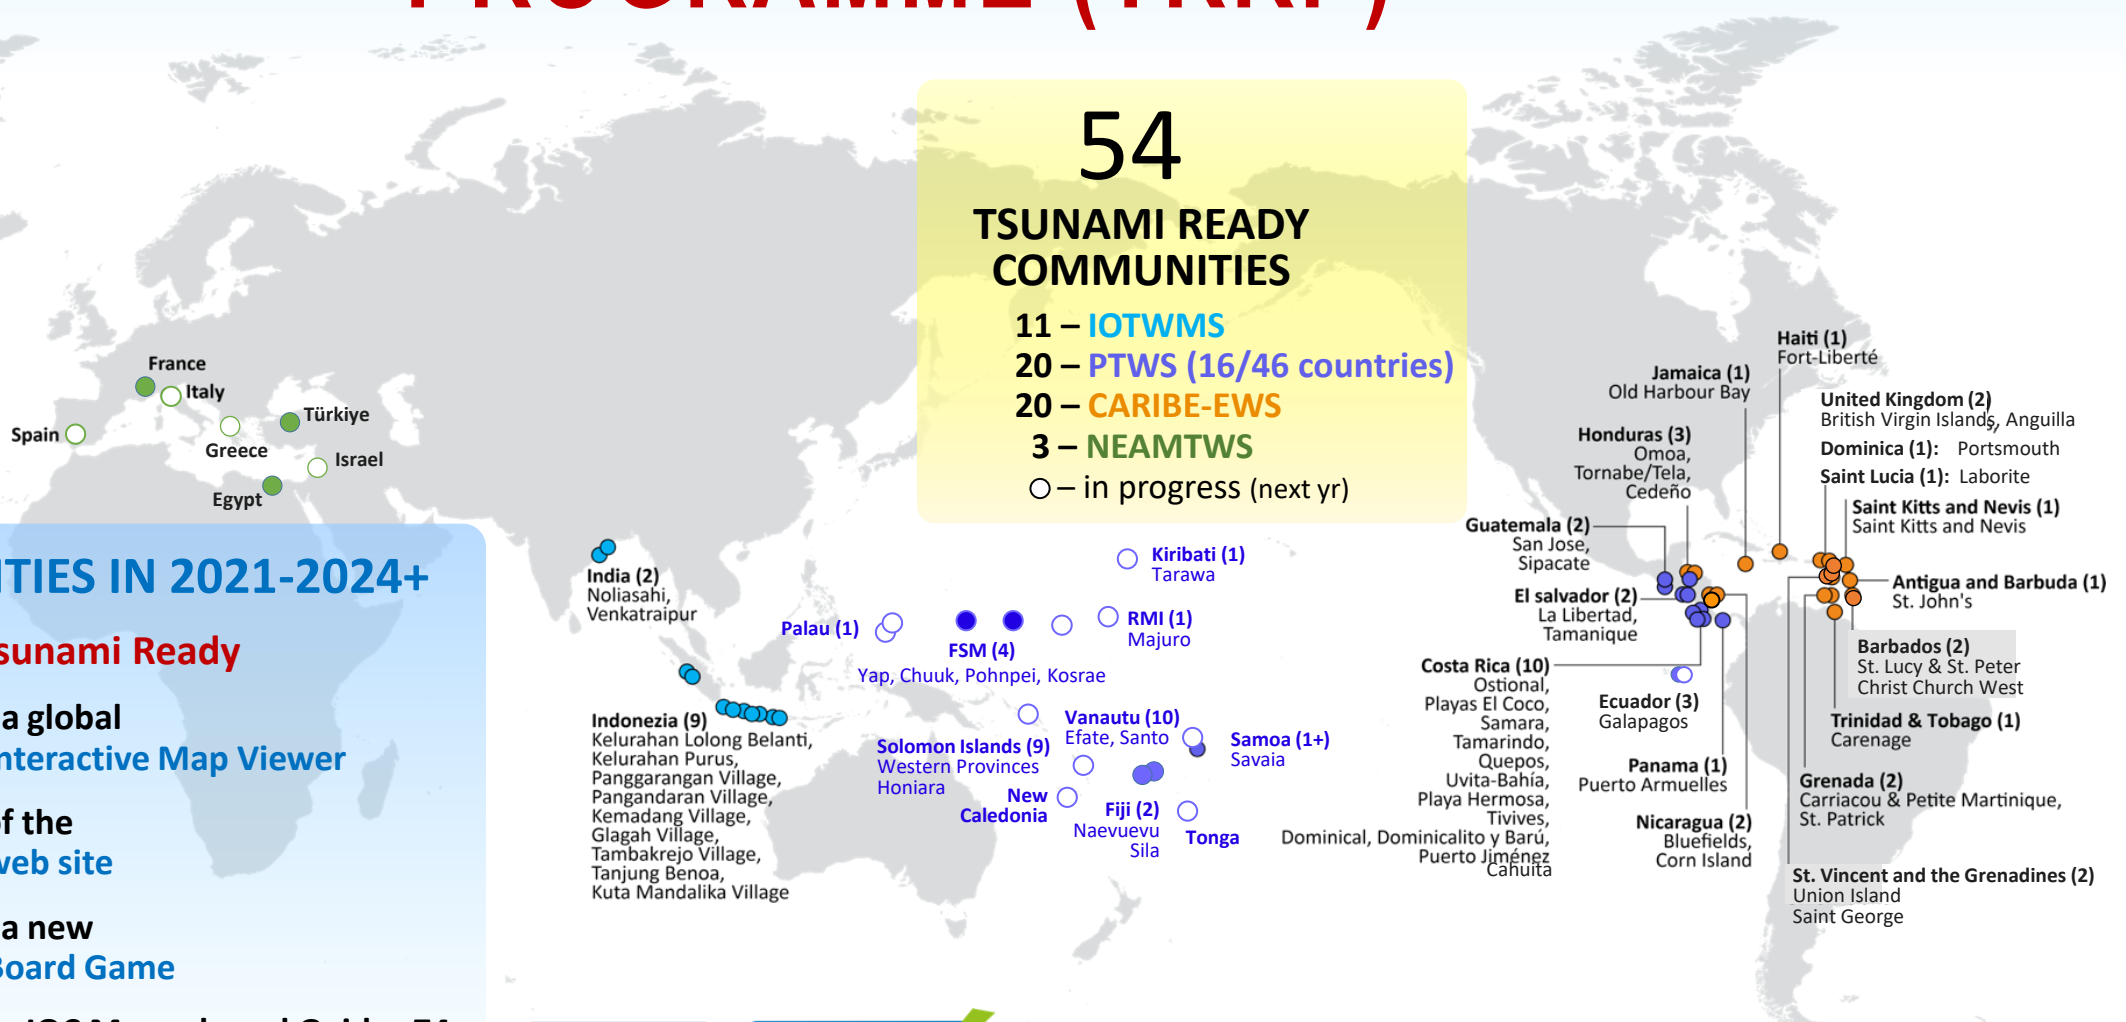 PROGRAMME (TRRP)
54
TSUNAMI READY
COMMUNITIES
11 – IOTWMS
20 – PTWS (16/46 countries)
20 – CARIBE-EWS
3 – NEAMTWS
– in progress (next yr)
France
Italy
Türkiye
Spain
Greece
Israel
Egypt
ITIES IN 2021-2024+
sunami Ready
a global
nteractive Map Viewer
of the
web site
a new
Board Game
India (2)
Noliasahi,
Venkatraipur
Indonezia (9)
Kelurahan Lolong Belanti,
Kelurahan Purus,
Panggarangan Village,
Pangandaran Village,
Kemadang Village,
Glagah Village,
Tambakrejo Village,
Tanjung Benoa,
Kuta Mandalika Village
Kiribati (1)
Tarawa
Palau (1)
RMI (1)
Majuro
FSM (4)
Yap, Chuuk, Pohnpei, Kosrae
Vanautu (10)
Efate, Santo
Solomon Islands (9)
Western Provinces
Honiara
Samoa (1+)
Savaia
New
Caledonia
Fiji (2)
Naevuevu
Sila
Tonga
Haiti (1)
Fort-Liberté
Jamaica (1)
Old Harbour Bay
United Kingdom (2)
British Virgin Islands, Anguilla
Dominica (1): Portsmouth
Saint Lucia (1): Laborite
Honduras (3)
Omoa,
Tornabe/Tela,
Cedeño
Saint Kitts and Nevis (1)
Saint Kitts and Nevis
Guatemala (2)
San Jose,
Sipacate
Antigua and Barbuda (1)
St. John's
El salvador (2)
La Libertad,
Tamanique
Barbados (2)
St. Lucy & St. Peter
Christ Church West
Costa Rica (10)
Ostional,
Playas El Coco,
Samara,
Tamarindo,
Quepos,
Uvita-Bahía,
Playa Hermosa,
Tivives,
Dominical, Dominicalito y Barú,
Puerto Jiménez
Cahuita
Ecuador (3)
Galapagos
Trinidad & Tobago (1)
Carenage
Panama (1)
Puerto Armuelles
Grenada (2)
Carriacou & Petite Martinique,
St. Patrick
Nicaragua (2)
Bluefields,
Corn Island
St. Vincent and the Grenadines (2)
Union Island
Saint George